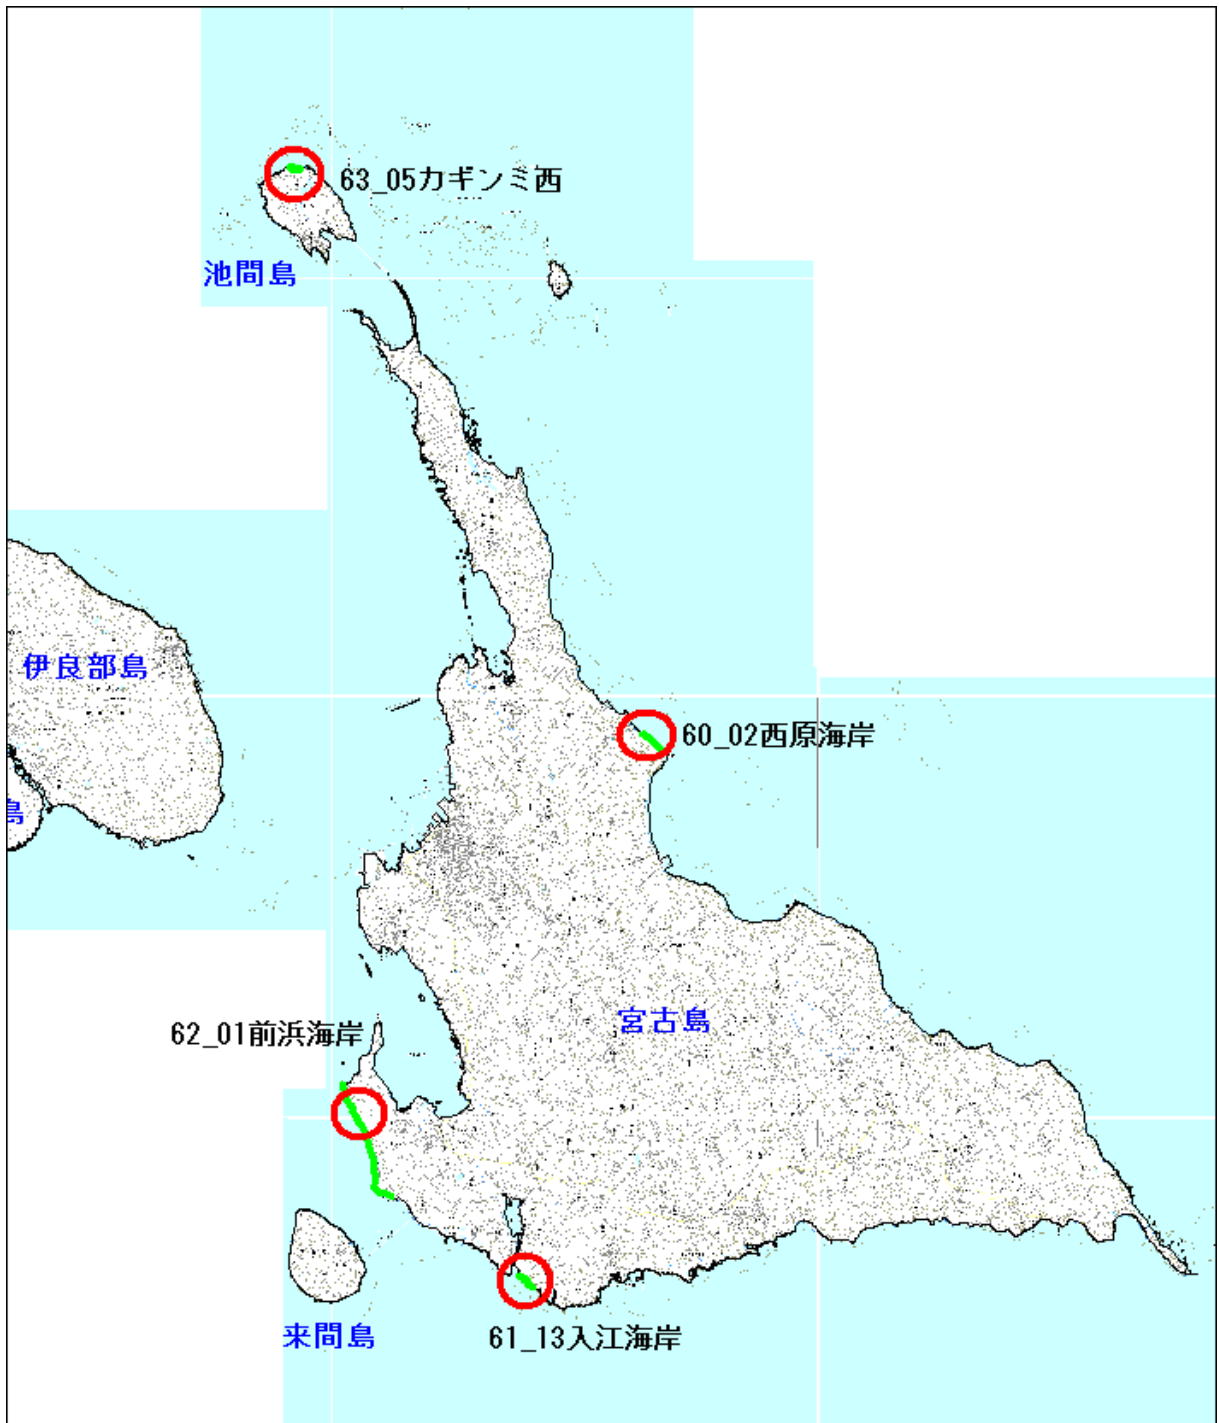 63_05カギンミ西
池間島
伊良部島
60_02西原海岸
島
宮古島
62_01前浜海岸
来間島
61_13入江海岸